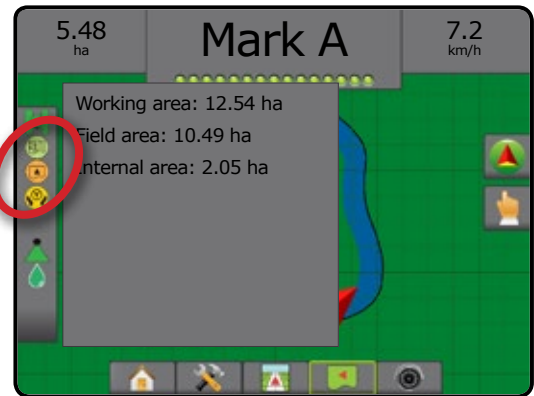 5.48
ha
Mark A
7.2
km/h
Working area: 12.54 ha
Field area: 10.49 ha
Internal area: 2.05 ha